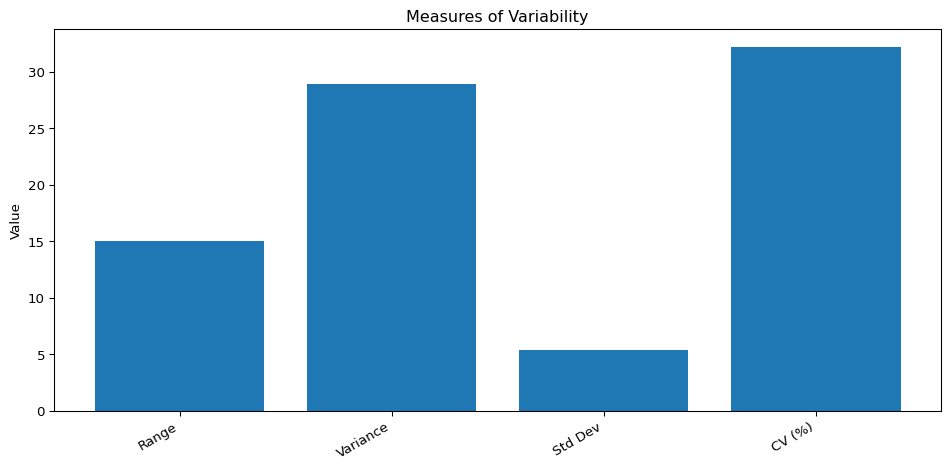 Measures of Variability
Value
30
25
20
15
10
5
0
Range
Variance
Std Dev
CV (%)